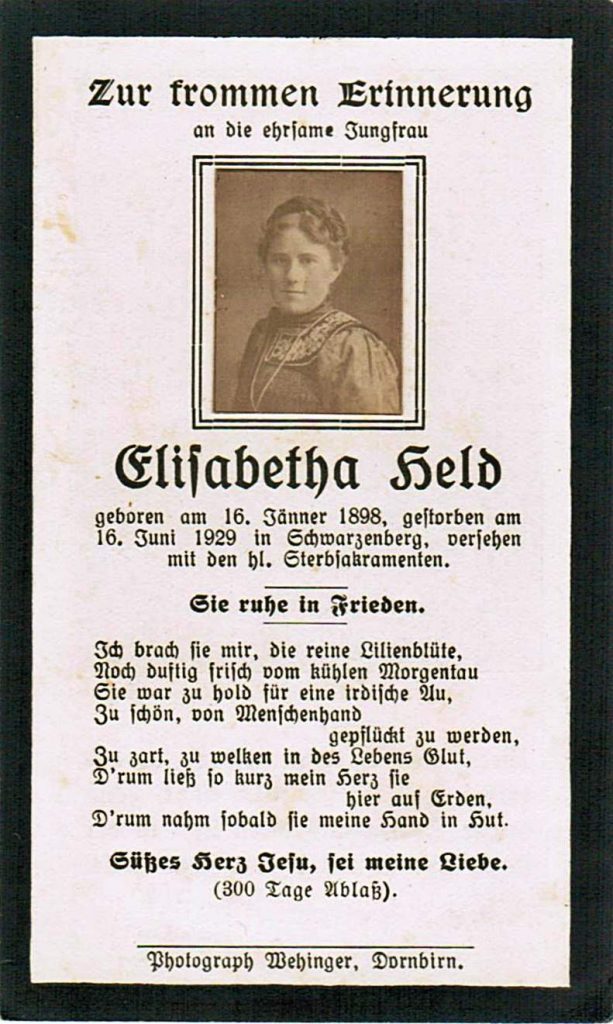 Zur frommen Erinnerung
an die ehrsame Jungfrau
Elisabetha Held
geboren am 16. Jänner 1898, gestorben am
16. Juni 1929 in Schwarzenberg, versehen
mit den hl. Sterbsakramenten.
Sie ruhe in Frieden.
Ich brach sie mir, die reine Lilienblüte,
Noch duftig frisch vom kühlen Morgentau
Sie war zu hold für eine irdische Au,
Zu schön, von Menschenhand
gepflückt zu werden,
Zu zart, zu welken in des Lebens Glut,
D'rum ließ so kurz mein Herz sie
hier auf Erden,
D'rum nahm sobald sie meine Hand in Hut.
Süßes Herz Jesu, sei meine Liebe.
(300 Tage Ablaß).
Photograph Wehinger, Dornbirn.